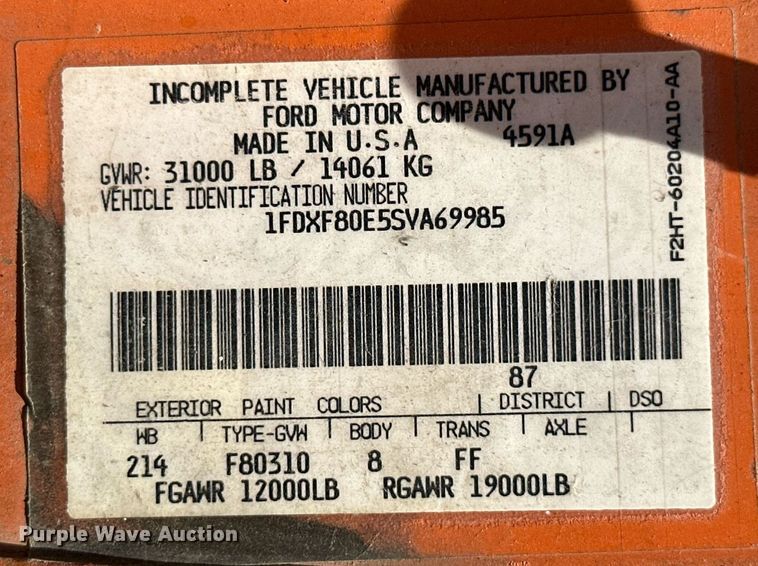 INCOMPLETE VEHICLE MANUFACTURED BY
FORD MOTOR COMPANY
MADE IN U.S.A 4591A
GVWR: 31000 LB / 14061 KG
VEHICLE IDENTIFICATION NUMBER
1FDXF80E5SVA69985
F2HT-60204A10-AA
87
EXTERIOR PAINT COLORS | DISTRICT | DSO
WB | TYPE-GVW | BODY | TRANS | AXLE |
214 F80310 8 FF
FGAWR 12000LB RGAWR 19000LB
Purple Wave Auction